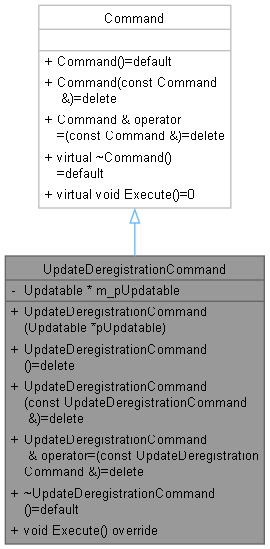 Command
+ Command()=default
+ Command(const Command
&)=delete
+ Command & operator
=(const Command &)=delete
+ virtual ~Command()
=default
+ virtual void Execute()=0
UpdateDeregistrationCommand
- Updatable * m_pUpdatable
+ UpdateDeregistrationCommand
(Updatable *pUpdatable)
+ UpdateDeregistrationCommand
()=delete
+ UpdateDeregistrationCommand
(const UpdateDeregistrationCommand
&)=delete
+ UpdateDeregistrationCommand
& operator=(const UpdateDeregistration
Command &)=delete
+ ~UpdateDeregistrationCommand
()=default
+ void Execute() override